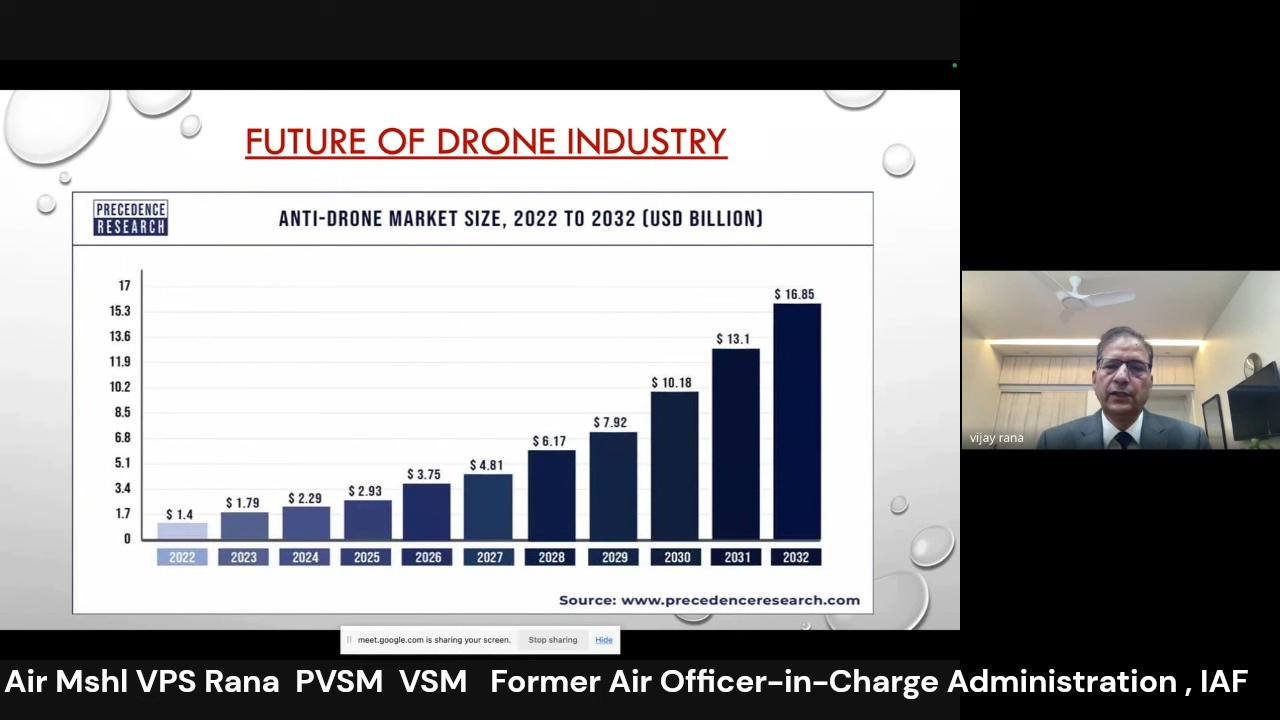 FUTURE OF DRONE INDUSTRY
PRECEDENCE
RESEARCH
ANTI-DRONE MARKET SIZE, 2022 TO 2032 (USD BILLION)
17
15.3
13.6
11.9
10.2
8.5
6.8
5.1
3.4
1.7
0
$ 1.4
$ 1.79
$ 2.29
$ 2.93
$ 3.75
$ 4.81
$ 6.17
$ 7.92
$ 10.18
$ 13.1
$ 16.85
2022 2023 2024 2025 2026 2027 2028 2029 2030 2031 2032
Source: www.precedenceresearch.com
vijay rana
meet.google.com is sharing your screen. Stop sharing Hide
Air Mshl VPS Rana PVSM VSM Former Air Officer-in-Charge Administration , IAF